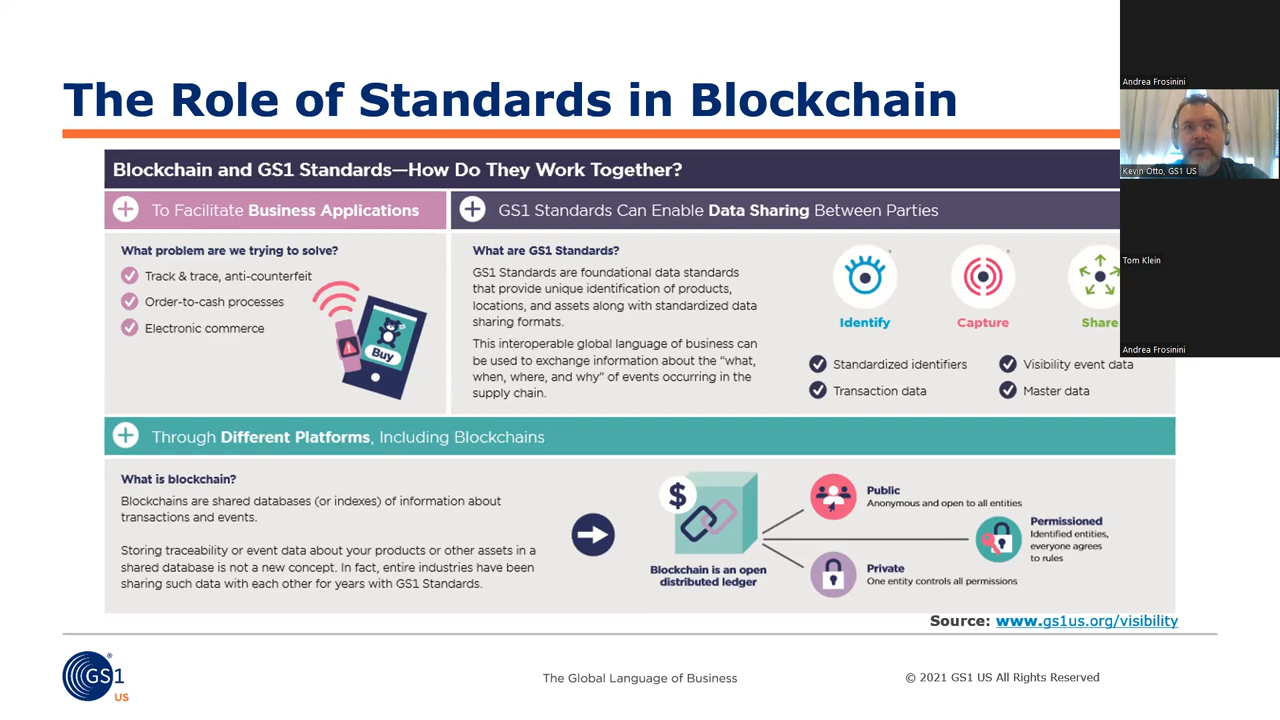 The Role of Standards in Blockchain
Blockchain and GS1 Standards—How Do They Work Together?
To Facilitate Business Applications
What problem are we trying to solve?
Track & trace, anti-counterfeit
Order-to-cash processes
Electronic commerce
Buy
GS1 Standards Can Enable Data Sharing Between Parties
What are GS1 Standards?
GS1 Standards are foundational data standards
that provide unique identification of products,
locations, and assets along with standardized data
sharing formats.
This interoperable global language of business can
be used to exchange information about the “what,
when, where, and why” of events occurring in the
supply chain.
Identify
Capture
Share
Standardized identifiers
Visibility event data
Transaction data
Master data
Through Different Platforms, Including Blockchains
What is blockchain?
Blockchains are shared databases (or indexes) of information about
transactions and events.
Storing traceability or event data about your products or other assets in a
shared database is not a new concept. In fact, entire industries have been
sharing such data with each other for years with GS1 Standards.
$
Blockchain is an open
distributed ledger
Public
Anonymous and open to all entities
Permissioned
Identified entities,
everyone agrees
to rules
Private
One entity controls all permissions
Source: www.gs1us.org/visibility
GS1
®
US
The Global Language of Business
© 2021 GS1 US All Rights Reserved
Andrea Frosinini
Kevin Otto, GS1 US
Tom Klein
Andrea Frosinini